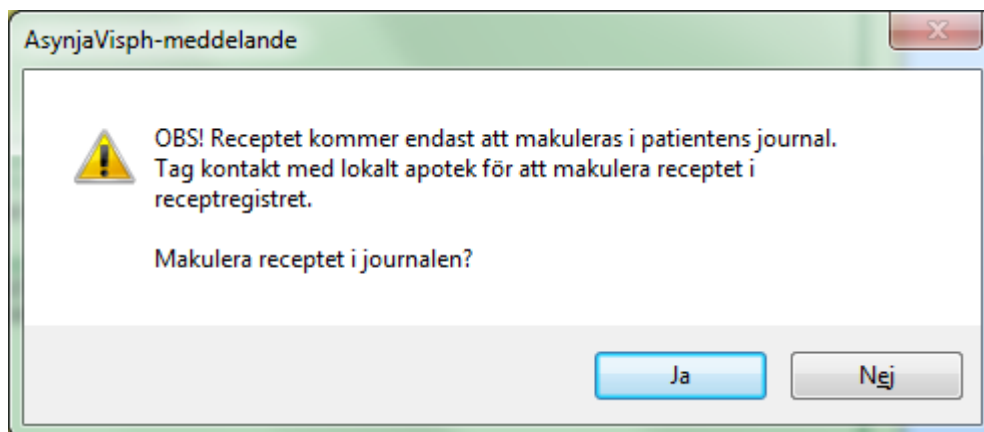 AsynjaVisph-meddelande
OBS! Receptet kommer endast att makuleras i patientens journal.
Tag kontakt med lokalt apotek för att makulera receptet i
receptregistret.
Makulera receptet i journalen?
Ja
Nej